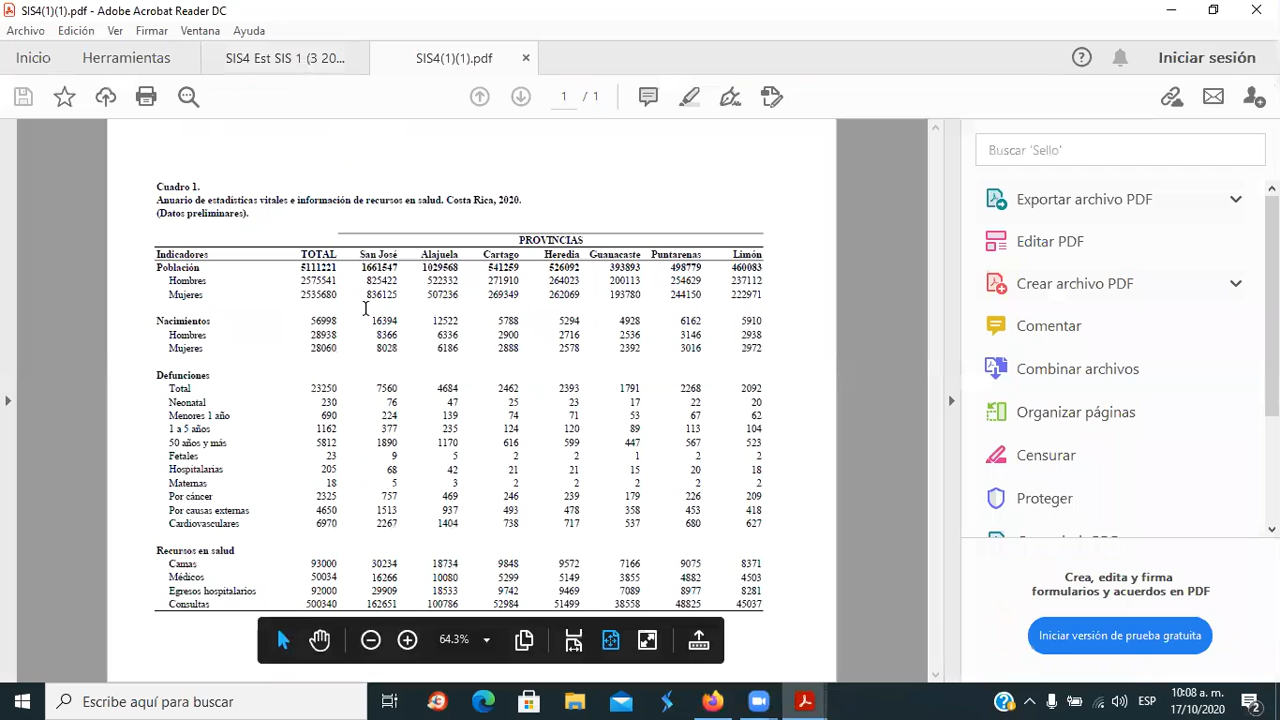 SIS4(1)(1).pdf - Adobe Acrobat Reader DC
Archivo Edición Ver Firmar Ventana Ayuda
Inicio Herramientas SIS4 Est SIS 1 (3 20... SIS4(1)(1).pdf × Iniciar sesión
1 / 1
Buscar 'Sello'
Exportar archivo PDF
Editar PDF
Crear archivo PDF
Comentar
Combinar archivos
Organizar páginas
Censurar
Proteger
Crea, edita y firma
formularios y acuerdos en PDF
Iniciar versión de prueba gratuita
Cuadro 1.
Anuario de estadísticas vitales e información de recursos en salud. Costa Rica, 2020.
(Datos preliminares).
PROVINCIAS
Indicadores TOTAL San José Alajuela Cartago Heredia Guanacaste Puntarenas Limón
Población 5111221 1661547 1029568 541259 526092 393893 498779 460083
Hombres 2575541 825422 522332 271910 264023 200113 254629 237112
Mujeres 2535680 836125 507236 269349 262069 193780 244150 222971
Nacimientos 56998 16394 12522 5788 5294 4928 6162 5910
Hombres 28938 8366 6336 2900 2716 2536 3146 2938
Mujeres 28060 8028 6186 2888 2578 2392 3016 2972
Defunciones
Total 23250 7560 4684 2462 2393 1791 2268 2092
Neonatal 230 76 47 25 23 17 22 20
Menores 1 año 690 224 139 74 71 53 67 62
1 a 5 años 1162 377 235 124 120 89 113 104
50 años y más 5812 1890 1170 616 599 447 567 523
Fetales 23 9 5 2 2 1 2 2
Hospitalarias 205 68 42 21 21 15 20 18
Maternas 18 5 3 2 2 2 2 2
Por cáncer 2325 757 469 246 239 179 226 209
Por causas externas 4650 1513 937 493 478 358 453 418
Cardiovasculares 6970 2267 1404 738 717 537 680 627
Recursos en salud
Camas 93000 30234 18734 9848 9572 7166 9075 8371
Médicos 50034 16266 10080 5299 5149 3855 4882 4503
Egresos hospitalarios 92000 29909 18533 9742 9469 7089 8977 8281
Consultas 500340 162651 100786 52984 51499 38558 48825 45037
64.3%
Escribe aquí para buscar
ESP
10:08 a. m.
17/10/2020
2